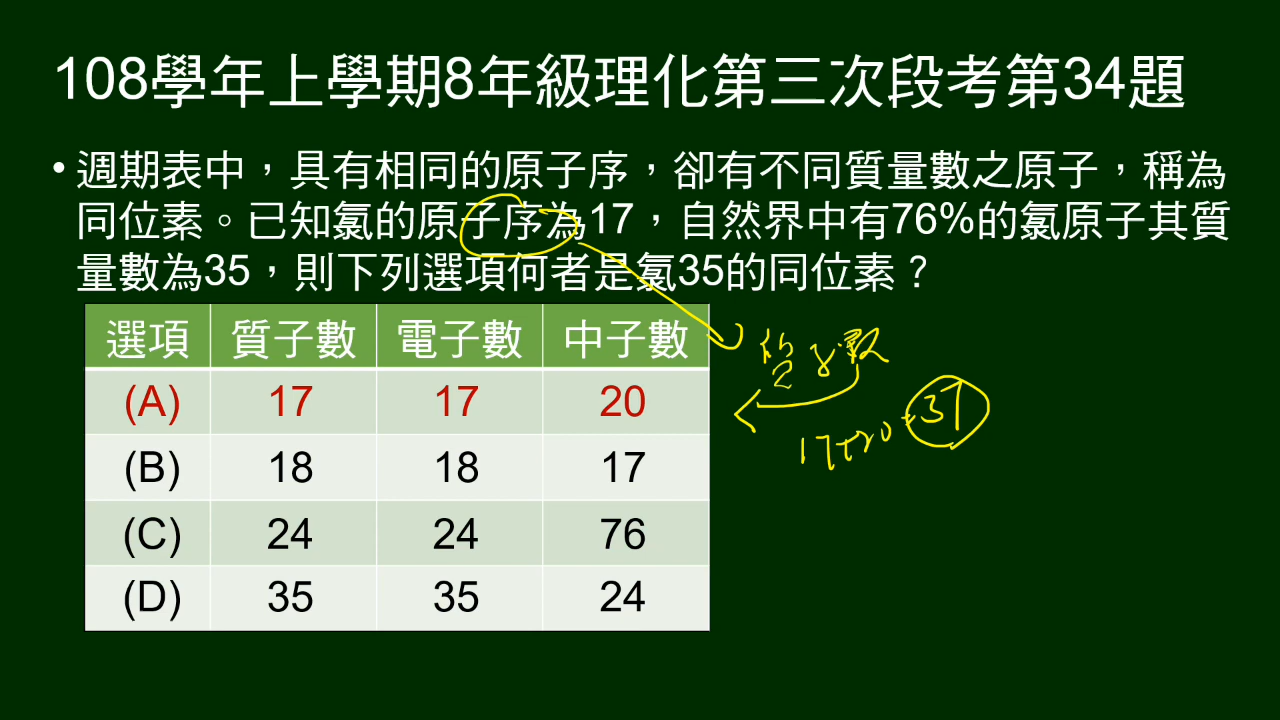 108學年上學期8年級理化第三次段考第34題
• 週期表中，具有相同的原子序，卻有不同質量數之原子，稱為
同位素。已知氯的原子序為17，自然界中有76%的氯原子其質
量數為35，則下列選項何者是氯35的同位素？
選項 質子數 電子數 中子數
(A) 17 17 20
(B) 18 18 17
(C) 24 24 76
(D) 35 35 24
質子數
17+20=37